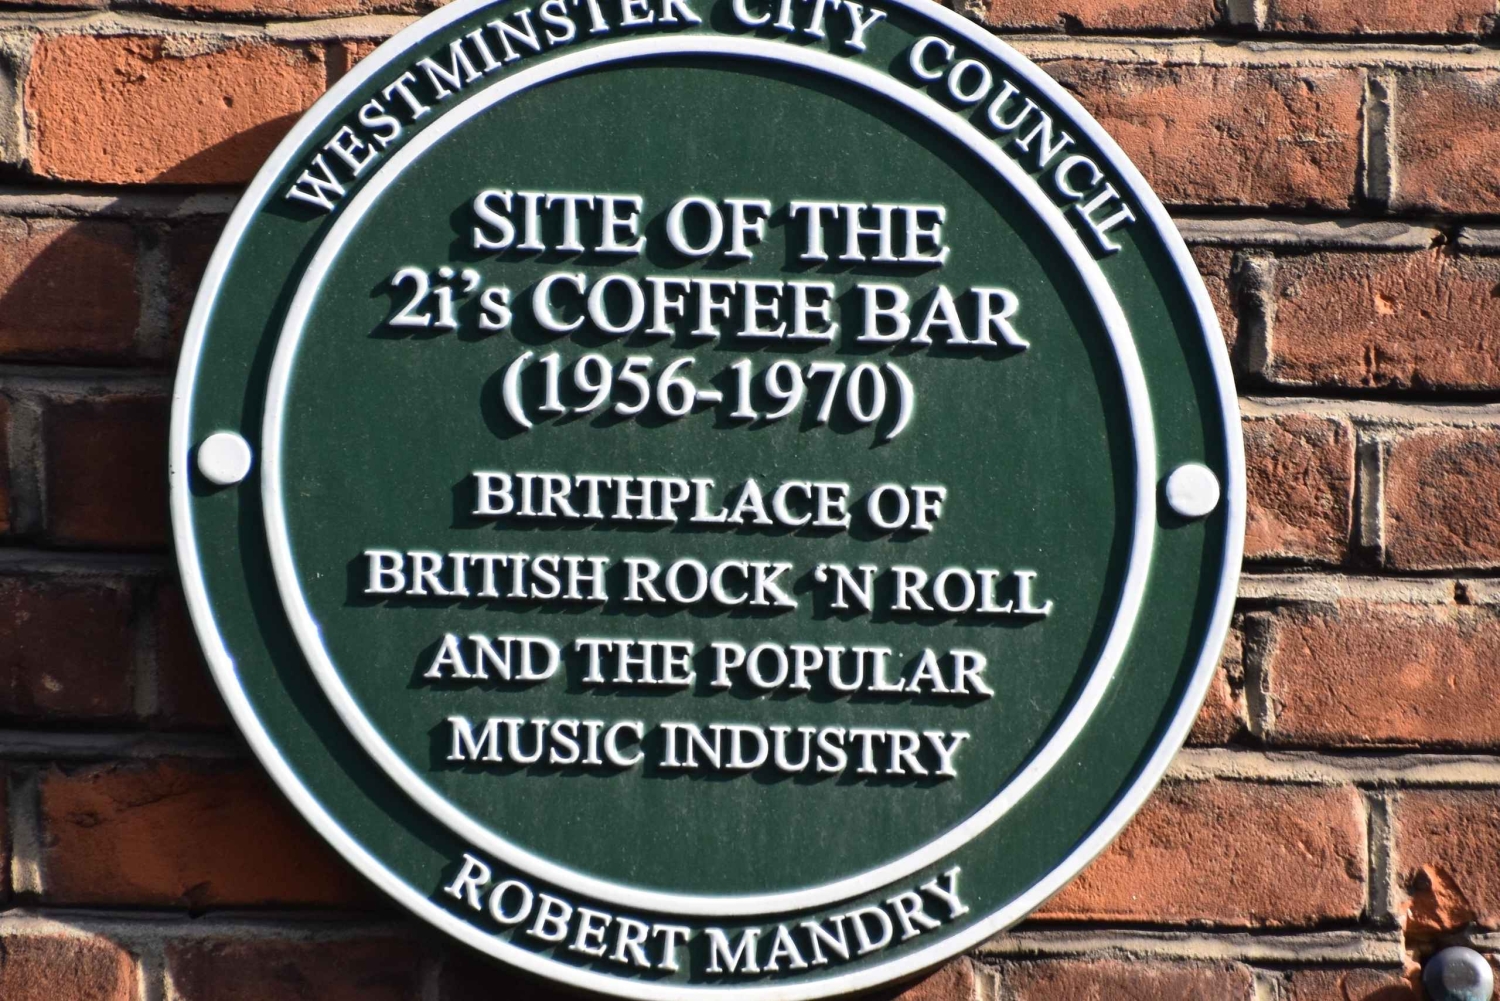 WESTMINSTER CITY COUNCIL
SITE OF THE
2ï's COFFEE BAR
(1956-1970)
BIRTHPLACE OF
BRITISH ROCK ‘N ROLL
AND THE POPULAR
MUSIC INDUSTRY
ROBERT MANDRY